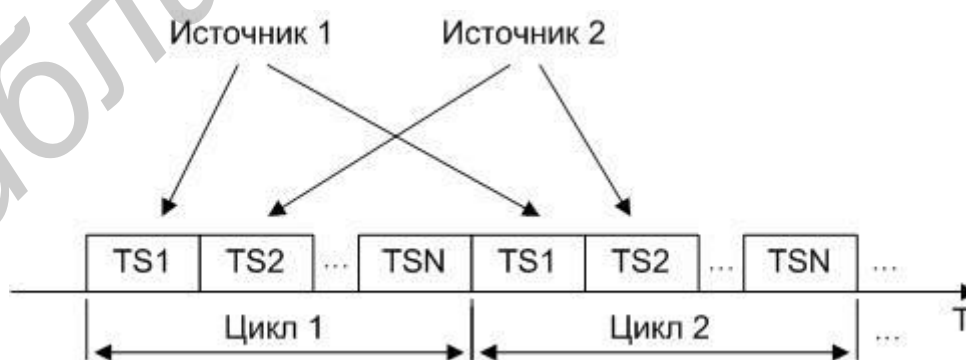 Источник 1 Источник 2
TS1 TS2 ... TSN TS1 TS2 ... TSN ...
T
Цикл 1 Цикл 2 ...